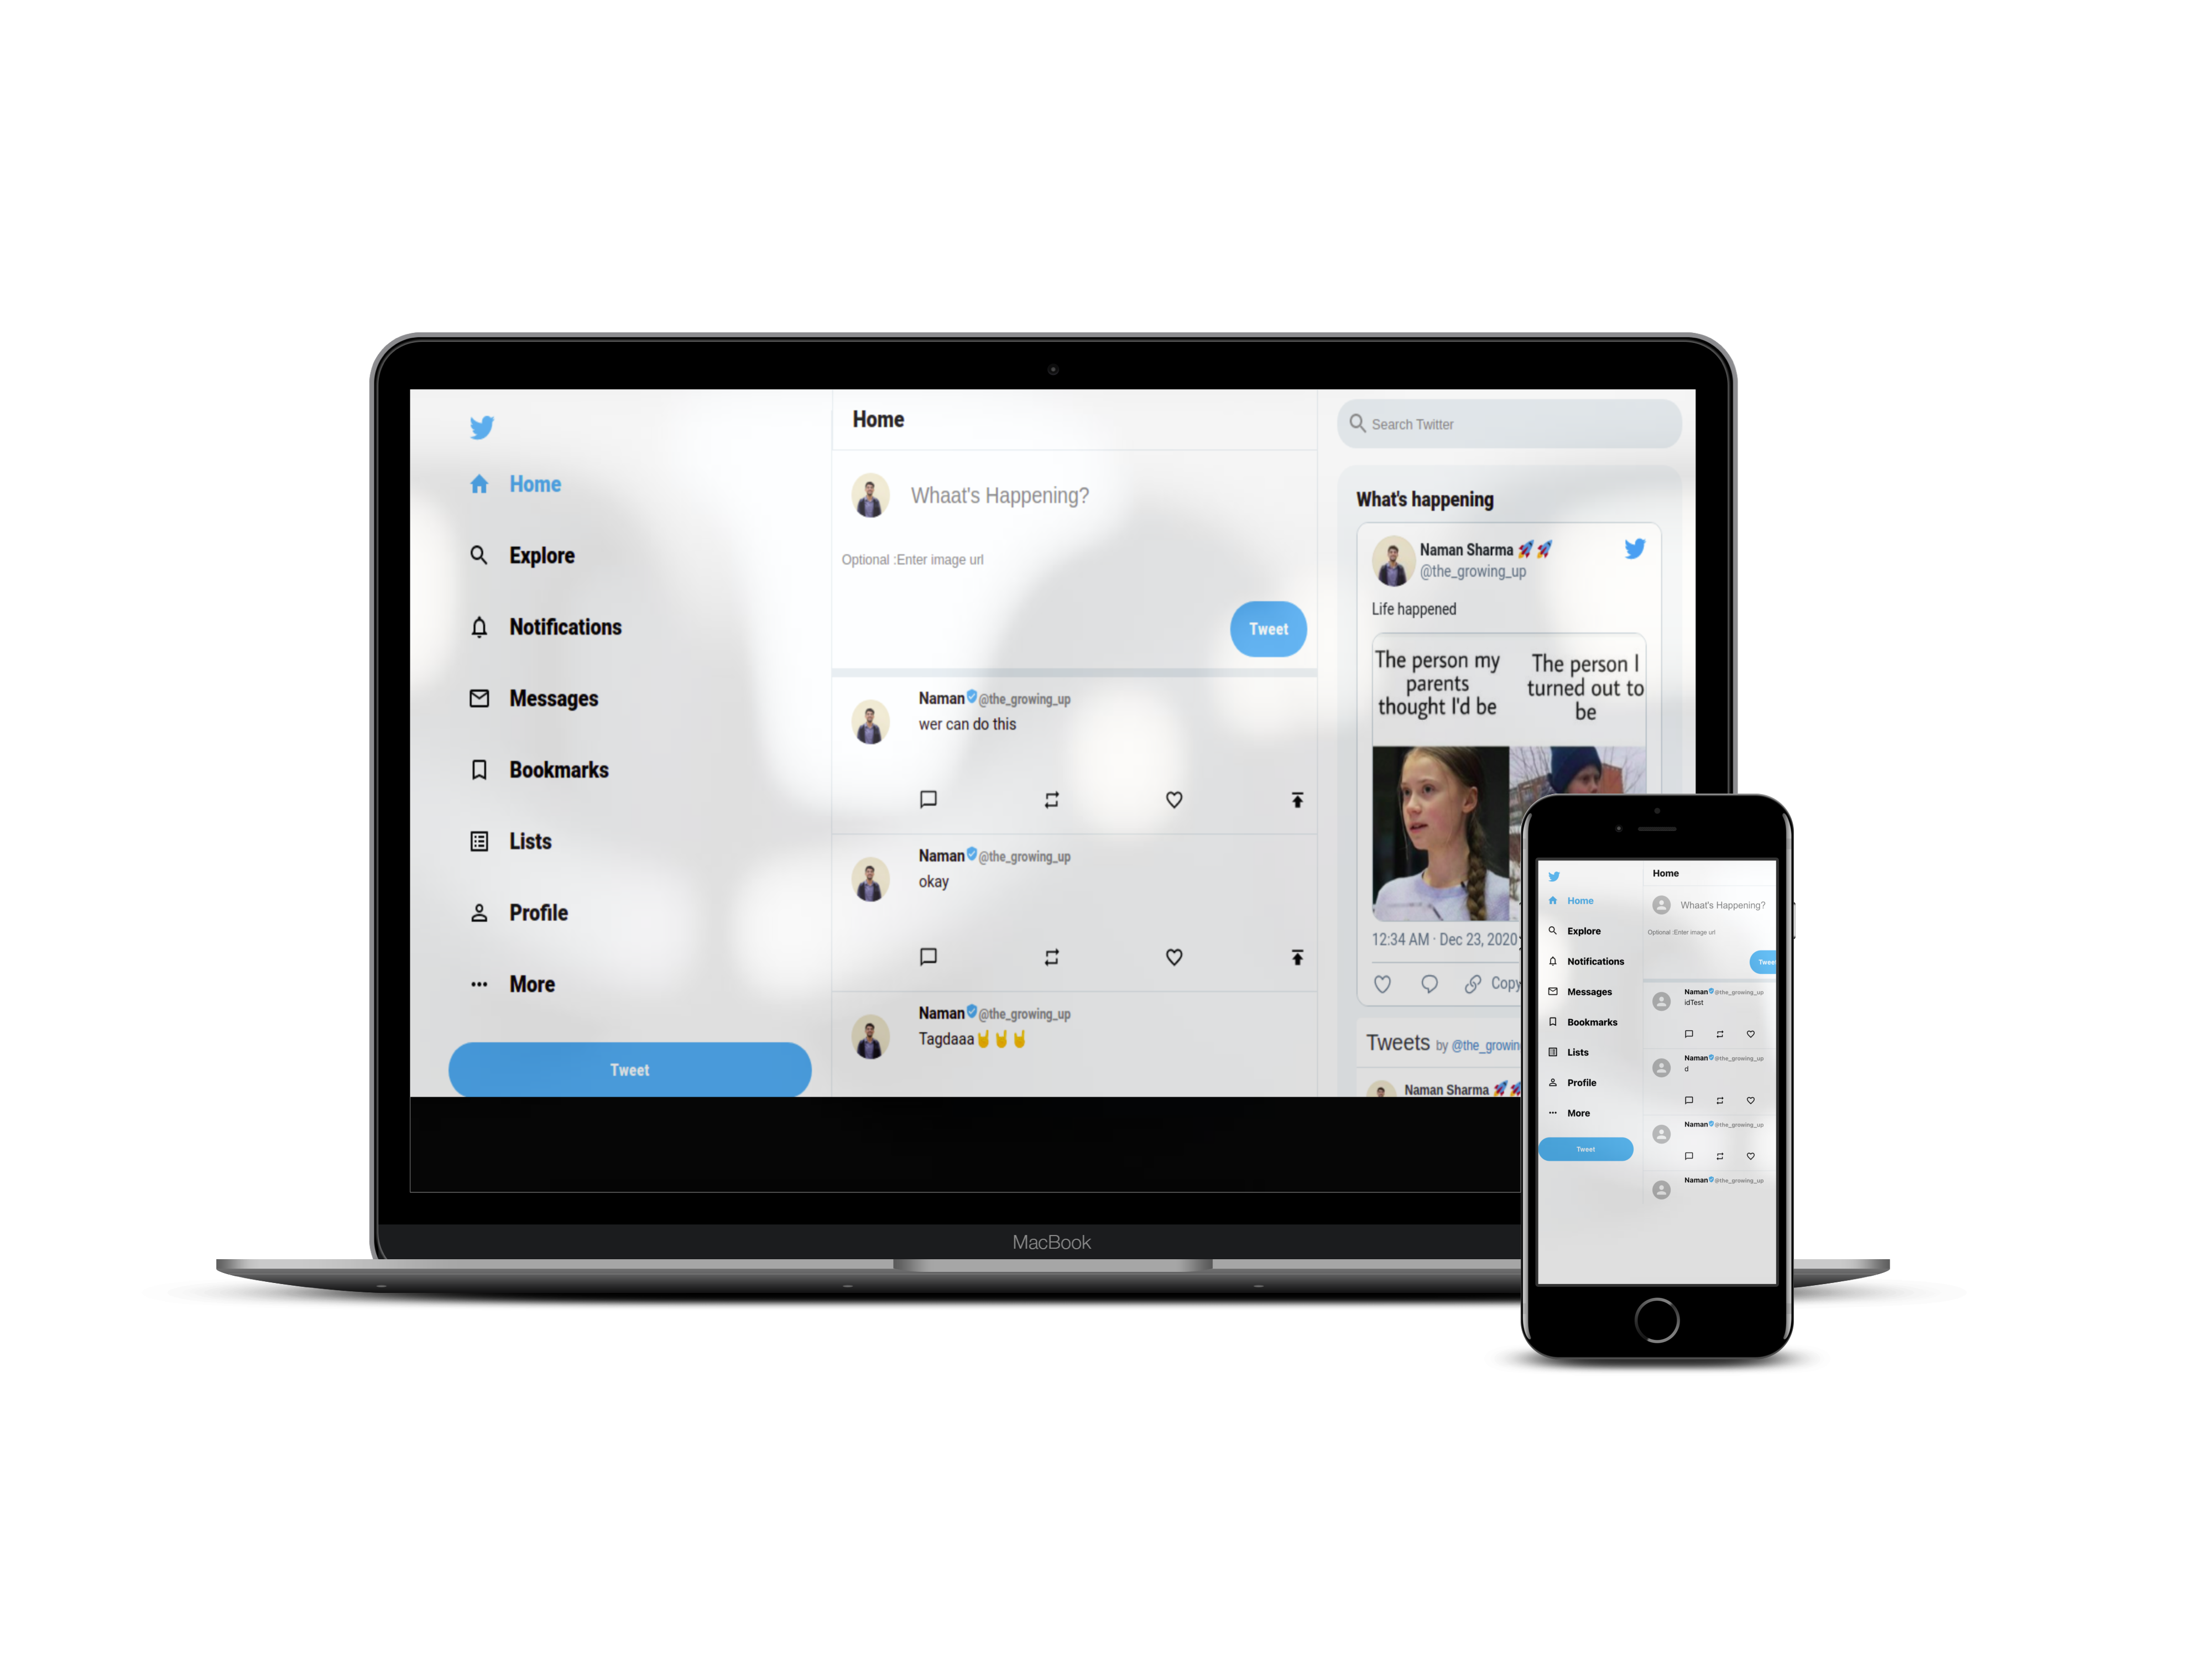 Home
Explore
Notifications
Messages
Bookmarks
Lists
Profile
More
Tweet
Home
Whaat's Happening?
Optional :Enter image url
Tweet
Naman @the_growing_up
wer can do this
Naman @the_growing_up
okay
Naman @the_growing_up
Tagdaaa🤘🤘🤘
Search Twitter
What's happening
Naman Sharma 🚀🚀
@the_growing_up
Life happened
The person my
parents
thought I'd be
The person I
turned out to
be
12:34 AM · Dec 23, 2020
Copy
Tweets by @the_growin
Naman Sharma 🚀🚀
MacBook
Home
Explore
Notifications
Messages
Bookmarks
Lists
Profile
More
Tweet
Home
Whaat's Happening?
Optional :Enter image url
Tweet
Naman @the_growing_up
idTest
Naman @the_growing_up
d
Naman @the_growing_up
Naman @the_growing_up